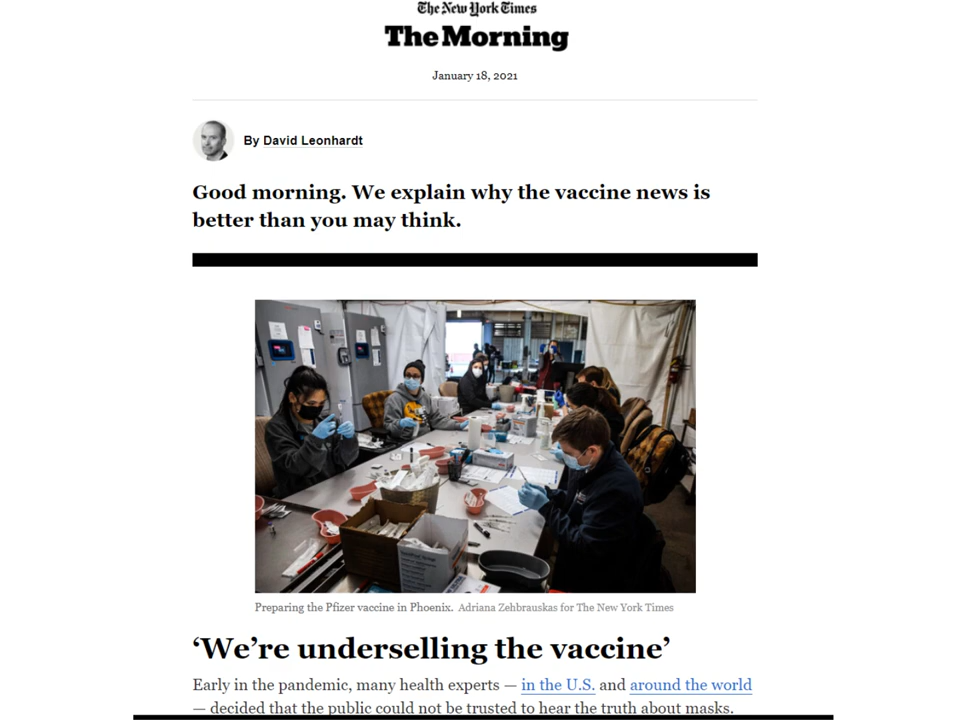 The New York Times
The Morning
January 18, 2021
By David Leonhardt
Good morning. We explain why the vaccine news is
better than you may think.
Preparing the Pfizer vaccine in Phoenix. Adriana Zehbrauskas for The New York Times
‘We’re underselling the vaccine’
Early in the pandemic, many health experts — in the U.S. and around the world
— decided that the public could not be trusted to hear the truth about masks.